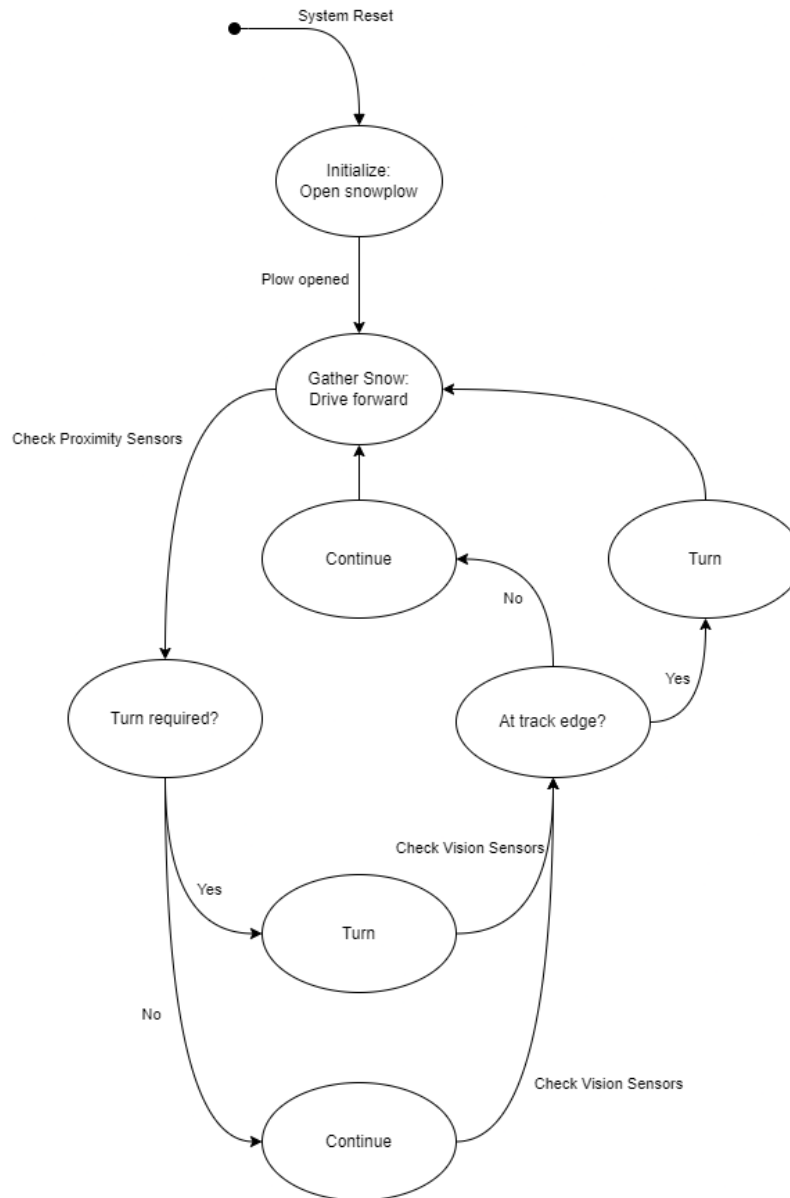 System Reset
Initialize:
Open snowplow
Plow opened
Gather Snow:
Drive forward
Check Proximity Sensors
Continue
Turn
No
Yes
Turn required?
At track edge?
Check Vision Sensors
Yes
Turn
No
Check Vision Sensors
Continue